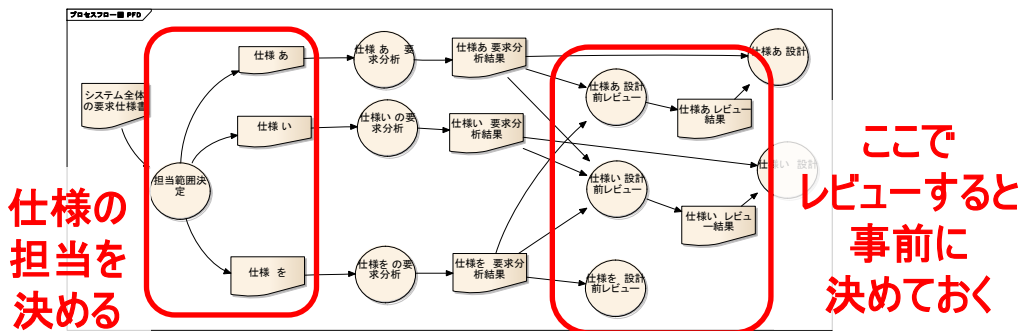 プロセスフロー図 PFD
システム全体
の要求仕様書
担当範囲決
定
仕様 あ
仕様 い
仕様 を
仕様 あ 要
求分析
仕様い の要
求分析
仕様を の要
求分析
仕様あ 要求分
析結果
仕様い 要求分
析結果
仕様を 要求分
析結果
仕様あ 設計
前レビュー
仕様い 設計
前レビュー
仕様を 設計
前レビュー
仕様あ レビュー
結果
仕様い レビュ
ー結果
仕様あ 設計
仕様い 設計
仕様の
担当を
決める
ここで
レビューすると
事前に
決めておく